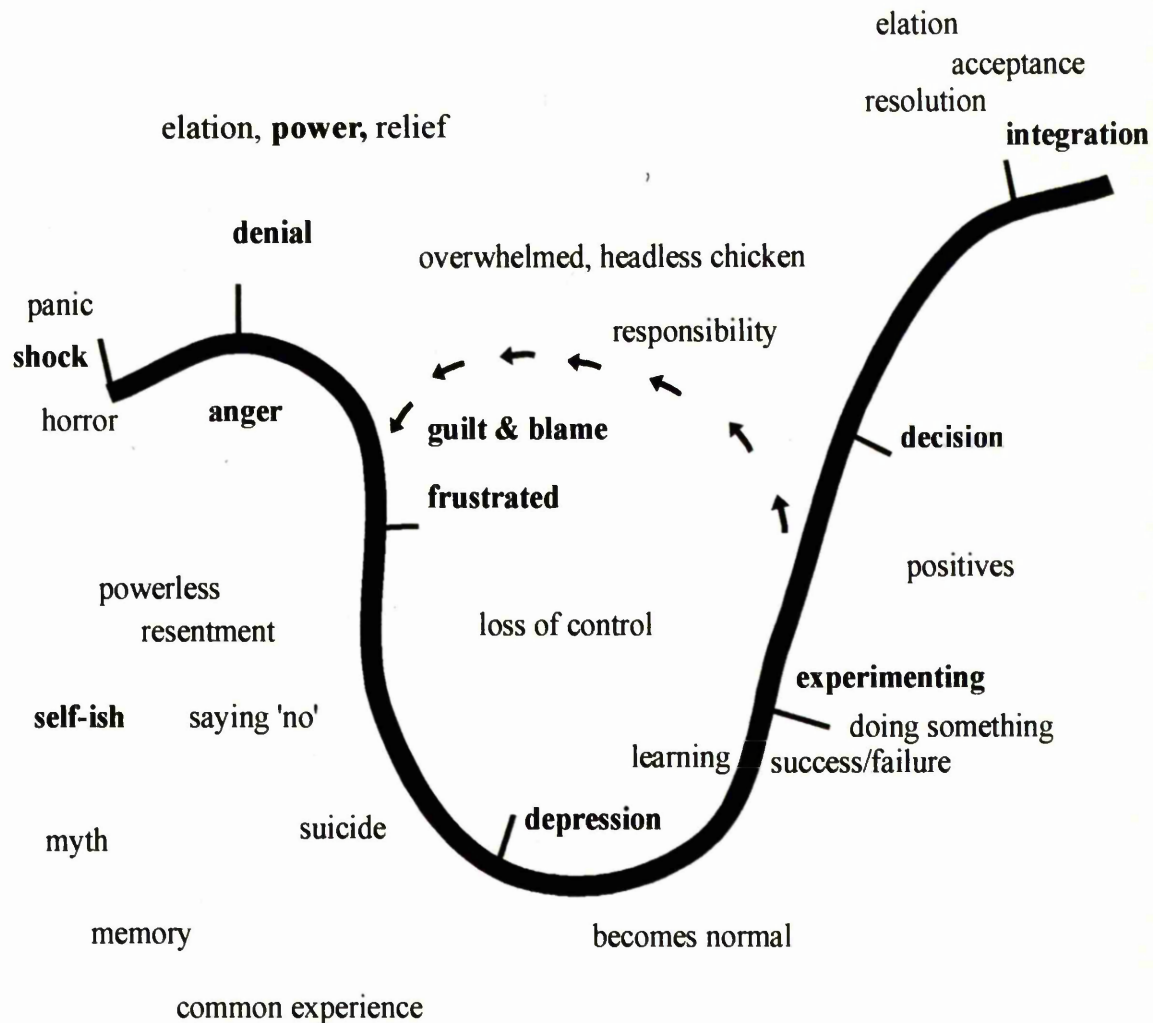 elation
acceptance
resolution
integration
elation, power, relief
denial
overwhelmed, headless chicken
panic
responsibility
shock
horror
anger
guilt & blame
decision
frustrated
positives
powerless
resentment
loss of control
experimenting
self-ish
saying 'no'
doing something
learning
success/failure
depression
suicide
myth
memory
becomes normal
common experience